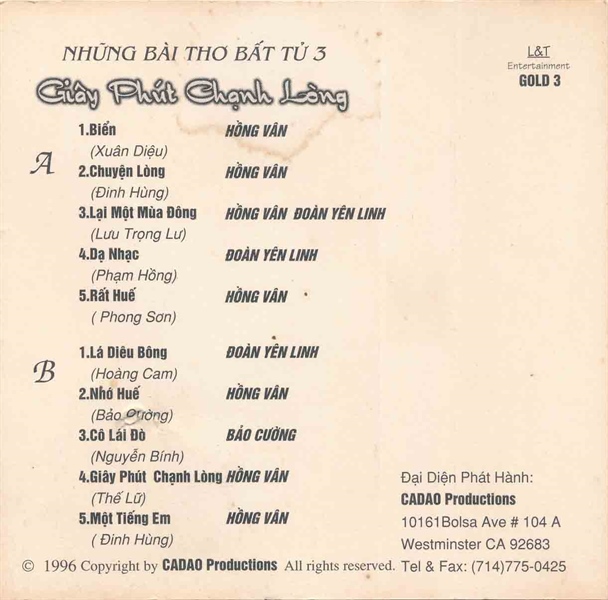 NHỮNG BÀI THƠ BẤT TỬ 3
L&T
Entertainment
GOLD 3
Giây Phút Chạnh Lòng
A
1.Biển HỒNG VÂN
(Xuân Diệu)
2.Chuyện Lòng HỒNG VÂN
(Đinh Hùng)
3.Lại Một Mùa Đông HỒNG VÂN ĐOÀN YÊN LINH
(Lưu Trọng Lư)
4.Dạ Nhạc ĐOÀN YÊN LINH
(Phạm Hồng)
5.Rất Huế HỒNG VÂN
( Phong Sơn)
B
1.Lá Diêu Bông ĐOÀN YÊN LINH
(Hoàng Cam)
2.Nhớ Huế HỒNG VÂN
(Bảo Cường)
3.Cô Lái Đò BẢO CƯỜNG
(Nguyễn Bính)
4.Giây Phút Chạnh Lòng HỒNG VÂN
(Thế Lữ)
5.Một Tiếng Em HỒNG VÂN
( Đinh Hùng)
Đại Diện Phát Hành:
CADAO Productions
10161Bolsa Ave # 104 A
Westminster CA 92683
Tel & Fax: (714)775-0425
© 1996 Copyright by CADAO Productions All rights reserved.